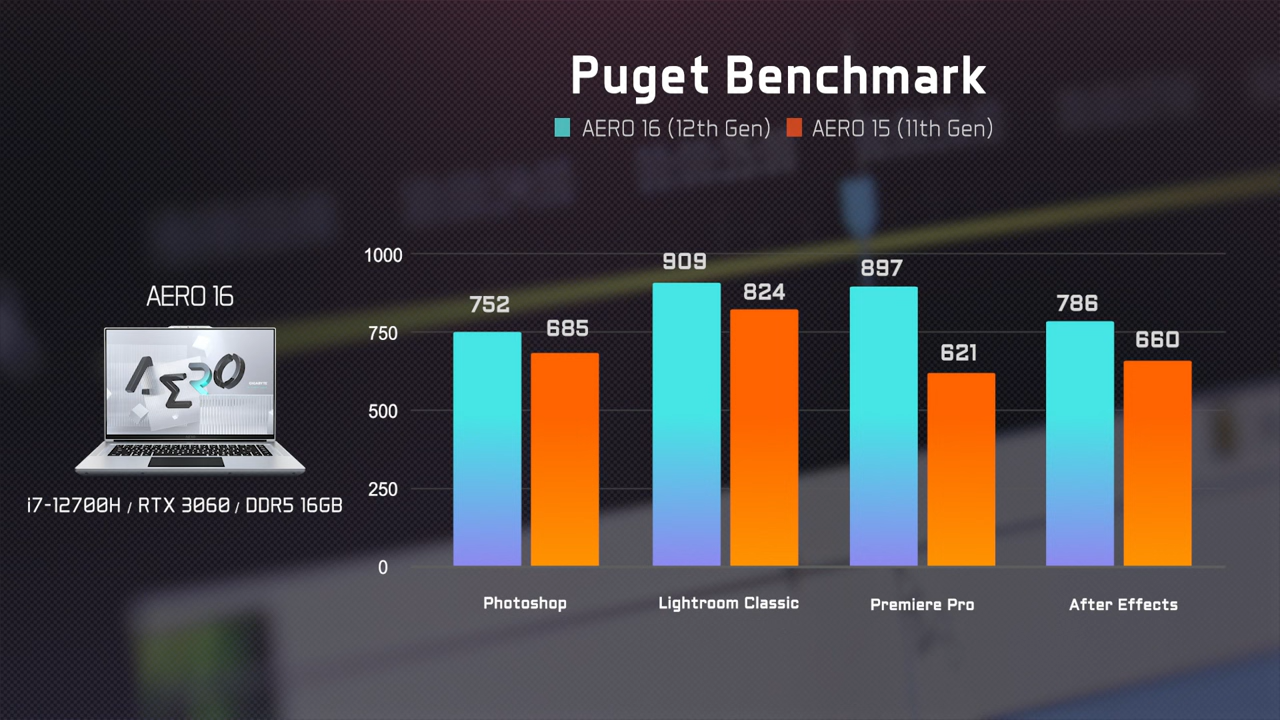 Puget Benchmark
AERO 16 (12th Gen) AERO 15 (11th Gen)
AERO 16
AERO
i7-12700H / RTX 3060 / DDR5 16GB
1000
750
500
250
0
752
685
909
824
897
621
786
660
Photoshop
Lightroom Classic
Premiere Pro
After Effects